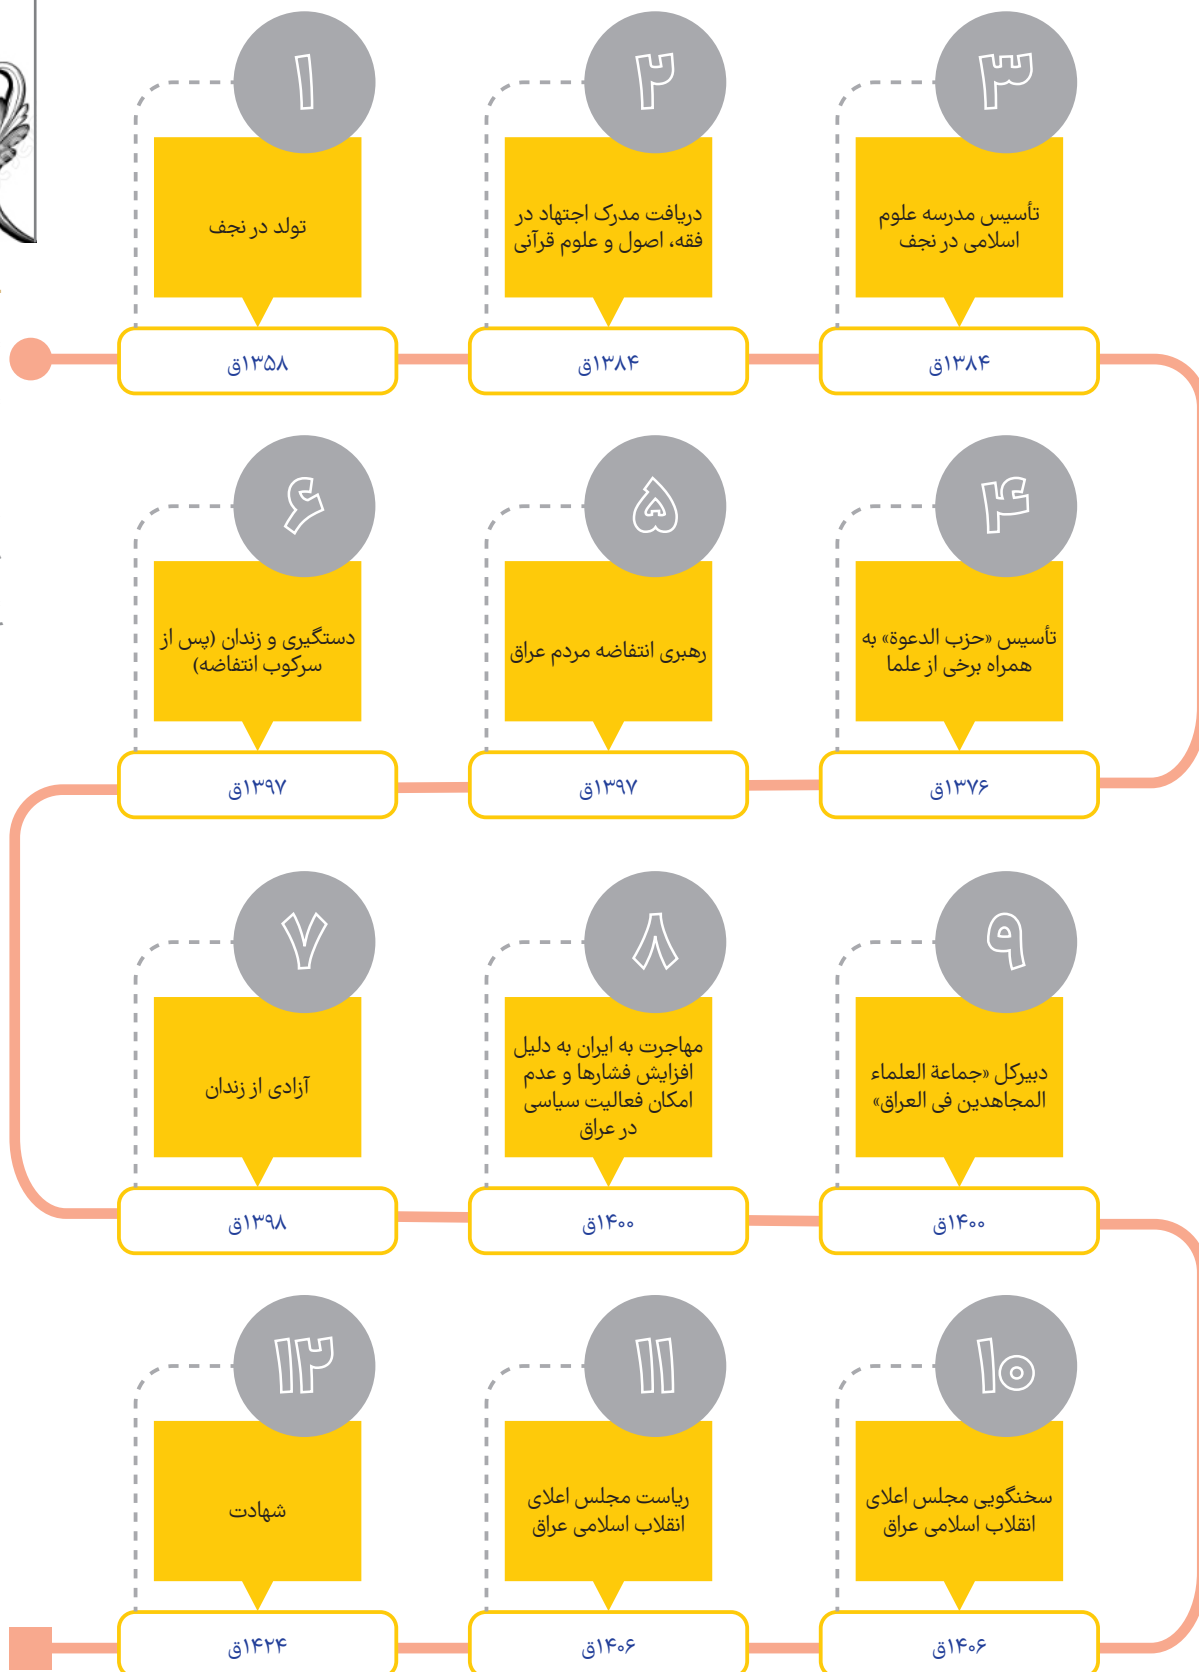 ۱
تولد در نجف
۱۳۵۸ق
۲
دریافت مدرک اجتهاد در
فقه، اصول و علوم قرآنی
۱۳۸۴ق
۳
تأسیس مدرسه علوم
اسلامی در نجف
۱۳۸۴ق
۴
تأسیس «حزب الدعوة» به
همراه برخی از علما
۱۳۷۶ق
۵
رهبری انتفاضه مردم عراق
۱۳۹۷ق
۶
دستگیری و زندان (پس از
سرکوب انتفاضه)
۱۳۹۷ق
۷
آزادی از زندان
۱۳۹۸ق
۸
مهاجرت به ایران به دلیل
افزایش فشارها و عدم
امکان فعالیت سیاسی
در عراق
۱۴۰۰ق
۹
دبیرکل «جماعة العلماء
المجاهدین فی العراق»
۱۴۰۰ق
۱۰
سخنگویی مجلس اعلای
انقلاب اسلامی عراق
۱۴۰۶ق
۱۱
ریاست مجلس اعلای
انقلاب اسلامی عراق
۱۴۰۶ق
۱۲
شهادت
۱۴۲۴ق